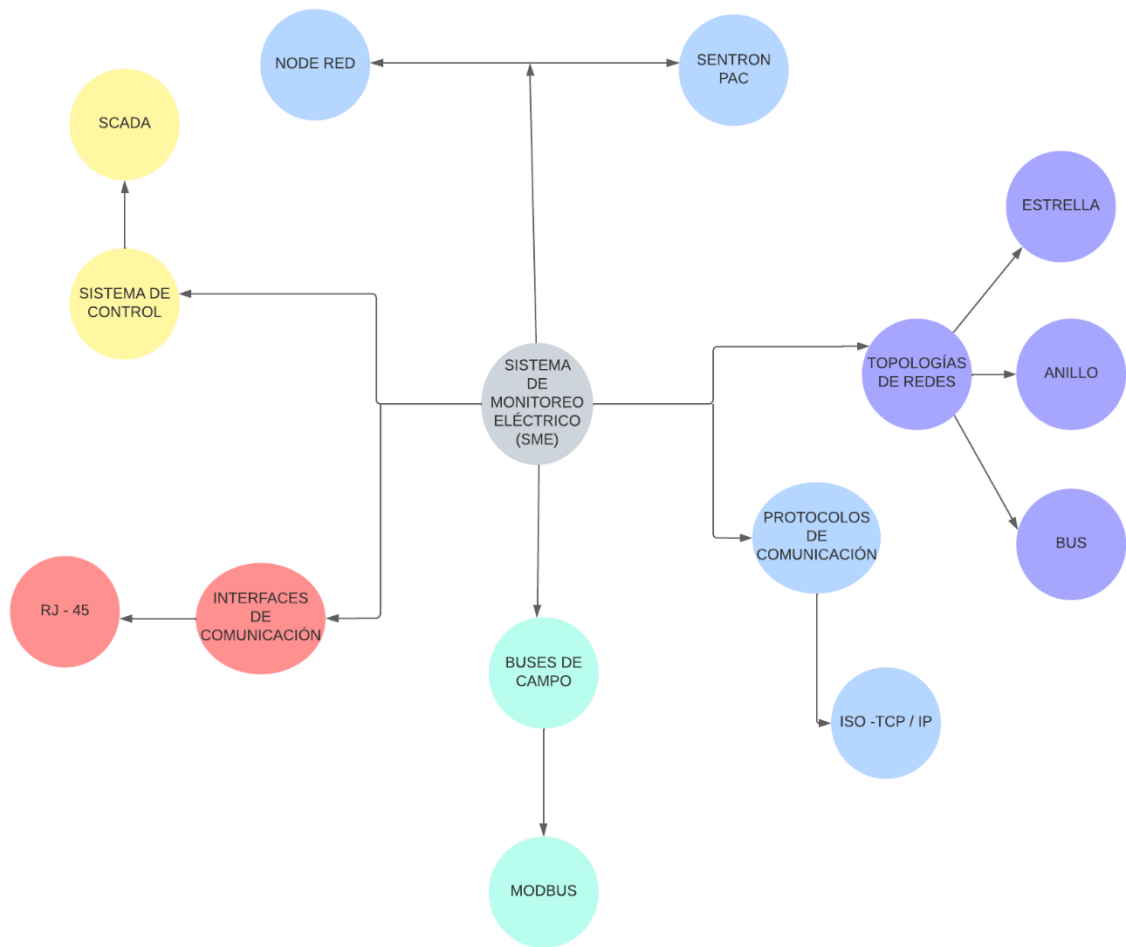 NODE RED
SENTRON
PAC
SCADA
ESTRELLA
SISTEMA DE
CONTROL
SISTEMA
DE
MONITOREO
ELÉCTRICO
(SME)
TOPOLOGÍAS
DE REDES
ANILLO
PROTOCOLOS
DE
COMUNICACIÓN
BUS
RJ - 45
INTERFACES
DE
COMUNICACIÓN
BUSES DE
CAMPO
ISO -TCP / IP
MODBUS